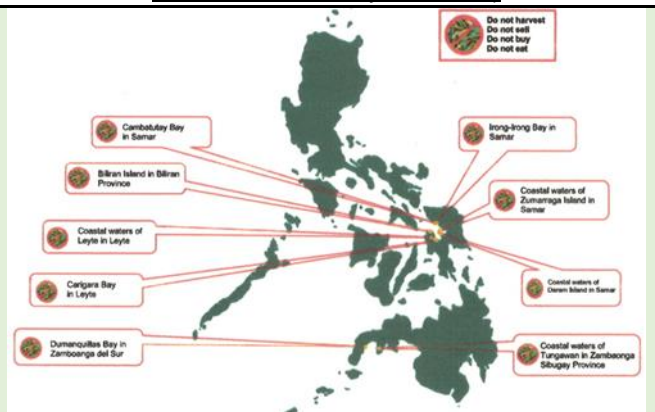 Do not harvest
Do not sell
Do not buy
Do not eat
Cambatutay Bay
in Samar
Irong-Irong Bay in
Samar
Biliran Island in Biliran
Province
Coastal waters of
Zumarraga Island in
Samar
Coastal waters of
Leyte in Leyte
Carigara Bay
in Leyte
Coastal waters of
Daram Island in Samar
Dumanquillas Bay in
Zamboanga del Sur
Coastal waters of
Tungawan in Zambaonga
Sibugay Province